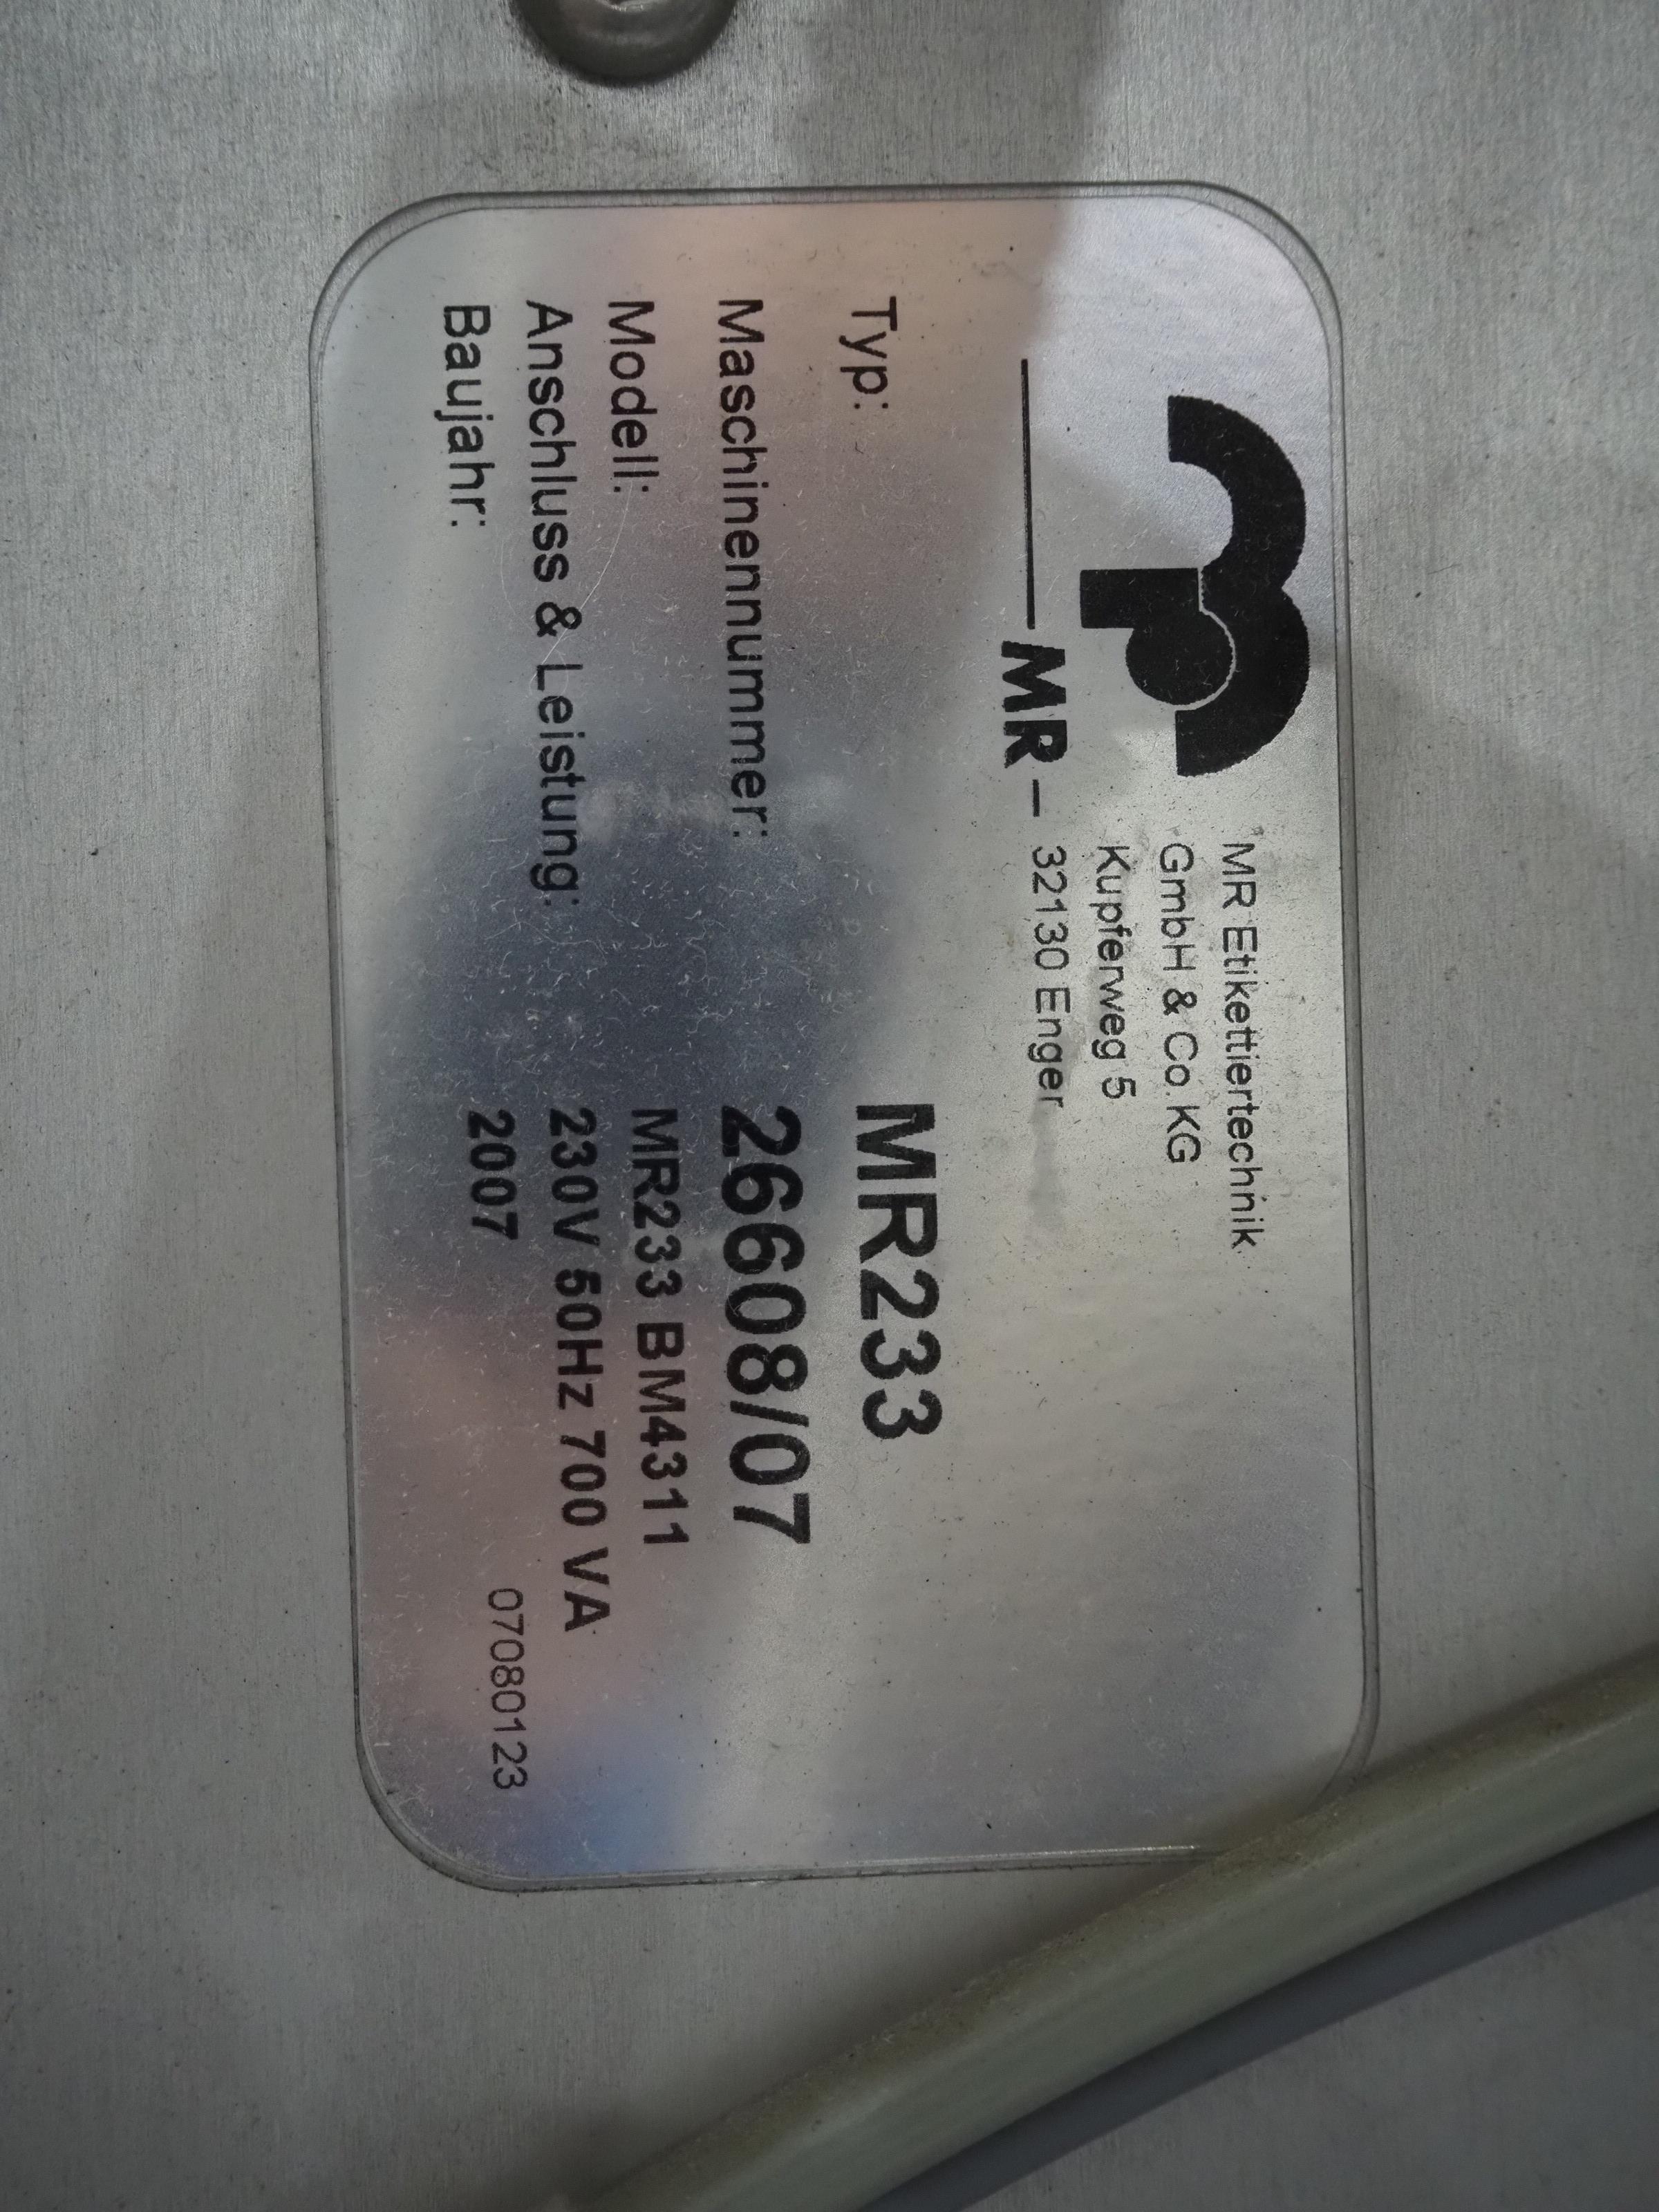 MR Etikettiertechnik
GmbH & Co. KG
Kupferweg 5
MR – 32130 Enger
Typ: MR233
Maschinennummer: 26608/07
Modell: MR233 BM4311
Anschluss & Leistung: 230V 50Hz 700 VA
Baujahr: 2007
07080123